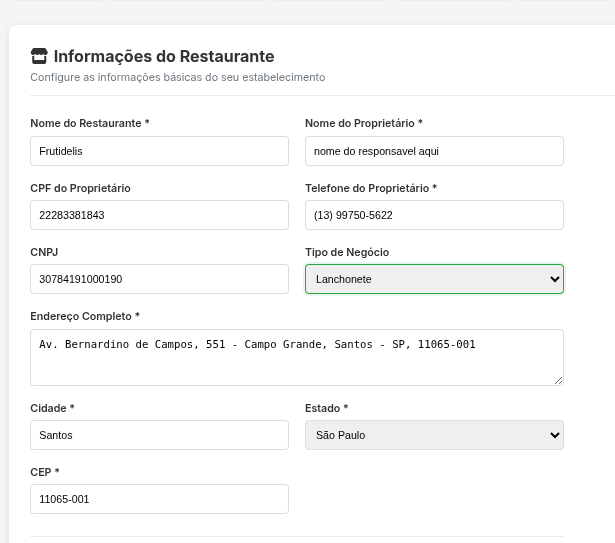 Informações do Restaurante
Configure as informações básicas do seu estabelecimento
Nome do Restaurante *
Nome do Proprietário *
Frutidelis
nome do responsavel aqui
CPF do Proprietário
Telefone do Proprietário *
22283381843
(13) 99750-5622
CNPJ
Tipo de Negócio
30784191000190
Lanchonete
Endereço Completo *
Av. Bernardino de Campos, 551 - Campo Grande, Santos - SP, 11065-001
Cidade *
Estado *
Santos
São Paulo
CEP *
11065-001